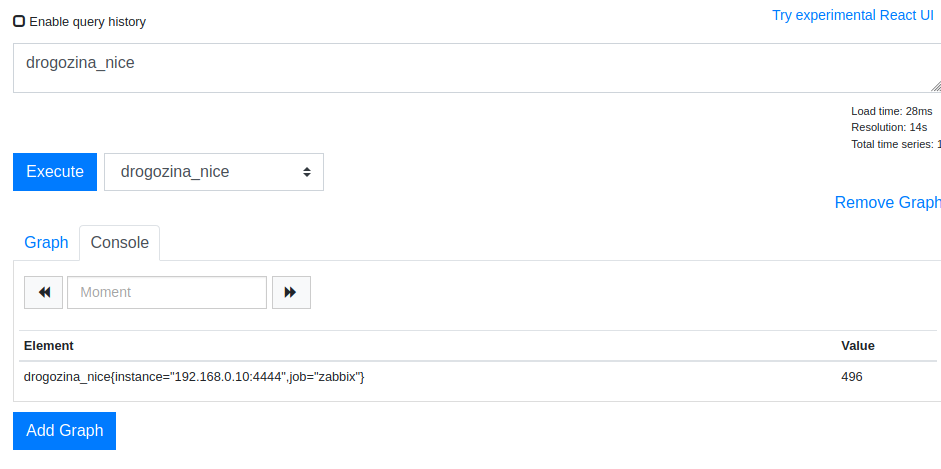 Enable query history
Try experimental React UI
drogozina_nice
Load time: 28ms
Resolution: 14s
Total time series: 1
Execute
drogozina_nice
Remove Graph
Graph
Console
Moment
Element Value
drogozina_nice{instance="192.168.0.10:4444",job="zabbix"} 496
Add Graph